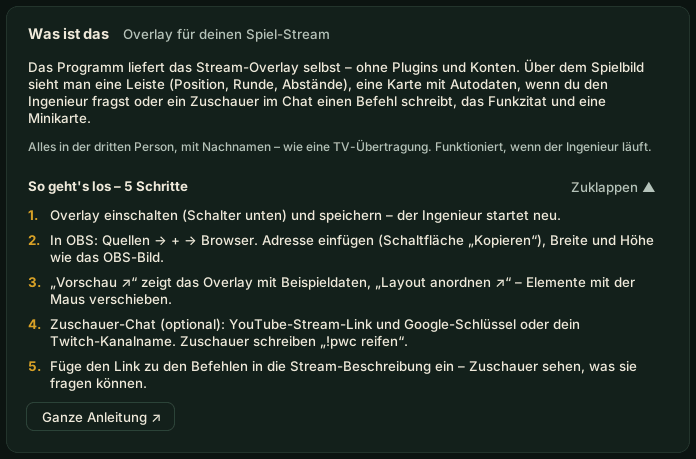 Was ist das Overlay für deinen Spiel-Stream
Das Programm liefert das Stream-Overlay selbst – ohne Plugins und Konten. Über dem Spielbild
sieht man eine Leiste (Position, Runde, Abstände), eine Karte mit Autodaten, wenn du den
Ingenieur fragst oder ein Zuschauer im Chat einen Befehl schreibt, das Funkzitat und eine
Minikarte.
Alles in der dritten Person, mit Nachnamen – wie eine TV-Übertragung. Funktioniert, wenn der Ingenieur läuft.
So geht's los – 5 Schritte Zuklappen ▲
1. Overlay einschalten (Schalter unten) und speichern – der Ingenieur startet neu.
2. In OBS: Quellen → + → Browser. Adresse einfügen (Schaltfläche „Kopieren“), Breite und Höhe
wie das OBS-Bild.
3. „Vorschau ↗“ zeigt das Overlay mit Beispieldaten, „Layout anordnen ↗“ – Elemente mit der
Maus verschieben.
4. Zuschauer-Chat (optional): YouTube-Stream-Link und Google-Schlüssel oder dein
Twitch-Kanalname. Zuschauer schreiben „!pwc reifen“.
5. Füge den Link zu den Befehlen in die Stream-Beschreibung ein – Zuschauer sehen, was sie
fragen können.
Ganze Anleitung ↗